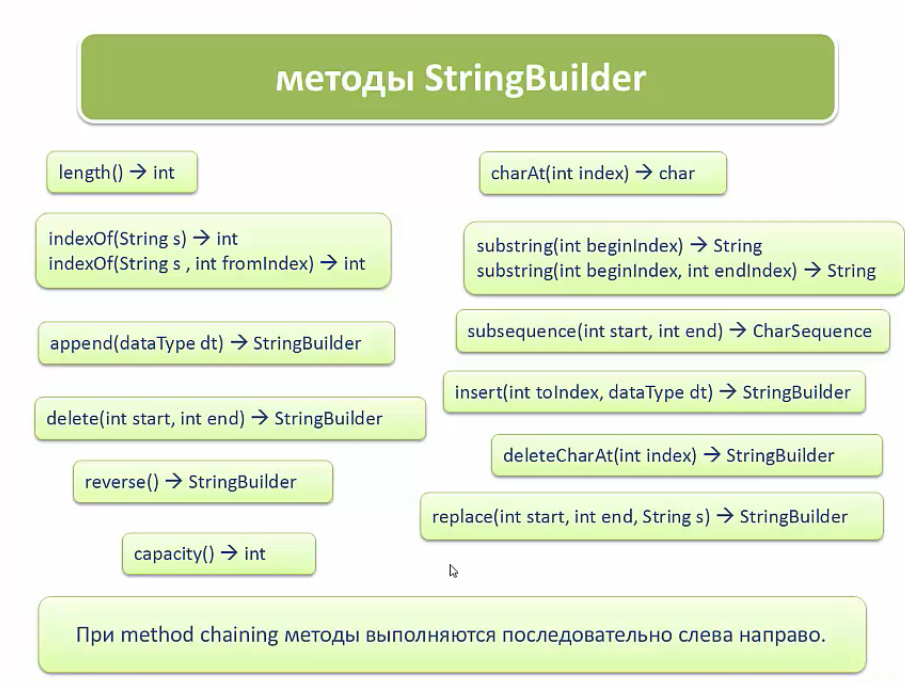 методы StringBuilder
length() → int
charAt(int index) → char
indexOf(String s) → int
indexOf(String s , int fromIndex) → int
substring(int beginIndex) → String
substring(int beginIndex, int endIndex) → String
append(dataType dt) → StringBuilder
subsequence(int start, int end) → CharSequence
delete(int start, int end) → StringBuilder
insert(int toIndex, dataType dt) → StringBuilder
reverse() → StringBuilder
deleteCharAt(int index) → StringBuilder
capacity() → int
replace(int start, int end, String s) → StringBuilder
При method chaining методы выполняются последовательно слева направо.